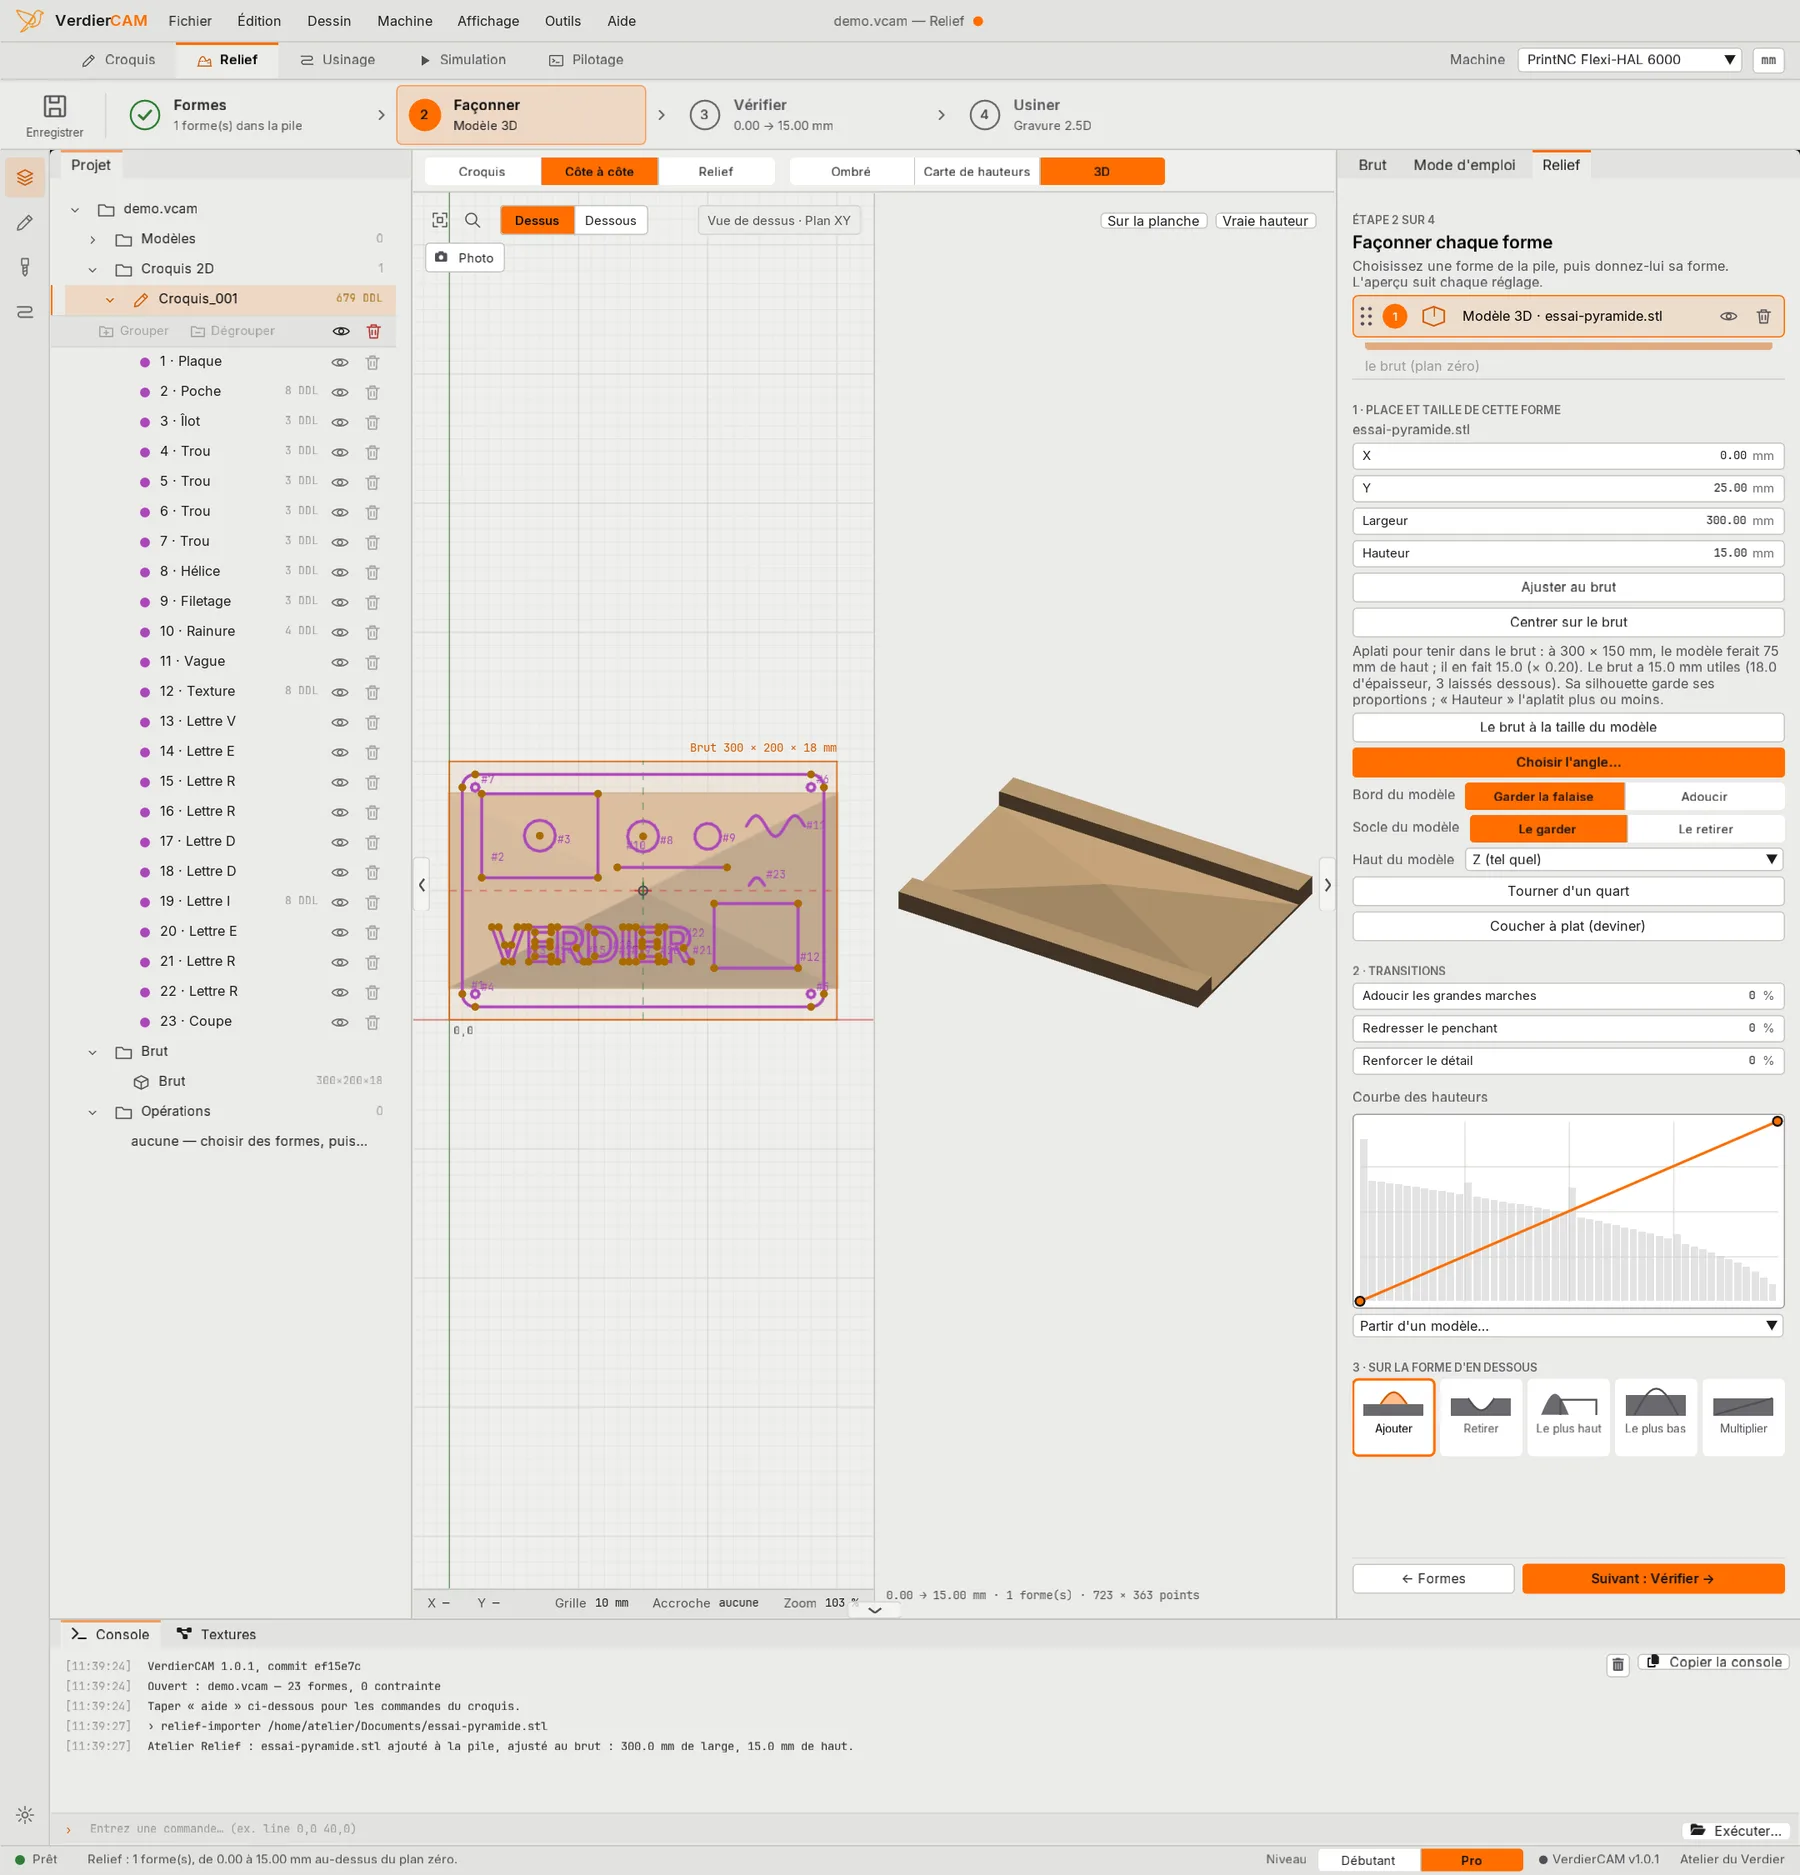 VerdierCAM Fichier Édition Dessin Machine Affichage Outils Aide demo.vcam — Relief
Croquis Relief Usinage Simulation Pilotage Machine PrintNC Flexi-HAL 6000 mm
Enregistrer
Formes
1 forme(s) dans la pile
2 Façonner
Modèle 3D
3 Vérifier
0.00 → 15.00 mm
4 Usiner
Gravure 2.5D
Projet
demo.vcam
Modèles 0
Croquis 2D 1
Croquis_001 679 DDL
Grouper Dégrouper
1 · Plaque
2 · Poche 8 DDL
3 · Îlot 3 DDL
4 · Trou 3 DDL
5 · Trou 3 DDL
6 · Trou 3 DDL
7 · Trou 3 DDL
8 · Hélice 3 DDL
9 · Filetage 3 DDL
10 · Rainure 4 DDL
11 · Vague
12 · Texture 8 DDL
13 · Lettre V
14 · Lettre E
15 · Lettre R
16 · Lettre R
17 · Lettre D
18 · Lettre D
19 · Lettre I 8 DDL
20 · Lettre E
21 · Lettre R
22 · Lettre R
23 · Coupe
Brut
Brut 300×200×18
Opérations 0
aucune — choisir des formes, puis...
Croquis Côte à côte Relief Ombré Carte de hauteurs 3D
Dessus Dessous Vue de dessus · Plan XY
Photo
Sur la planche Vraie hauteur
Brut 300 × 200 × 18 mm
#7
#3
#8
#9
#10
#2
#23
VERDIER
#21
#12
0,0
X — Y — Grille 10 mm Accroche aucune Zoom 103 %
0.00 → 15.00 mm · 1 forme(s) · 723 × 363 points
Brut Mode d'emploi Relief
ÉTAPE 2 SUR 4
Façonner chaque forme
Choisissez une forme de la pile, puis donnez-lui sa forme.
L'aperçu suit chaque réglage.
1 Modèle 3D · essai-pyramide.stl
le brut (plan zéro)
1 · PLACE ET TAILLE DE CETTE FORME
essai-pyramide.stl
X 0.00 mm
Y 25.00 mm
Largeur 300.00 mm
Hauteur 15.00 mm
Ajuster au brut
Centrer sur le brut
Aplati pour tenir dans le brut : à 300 × 150 mm, le modèle ferait 75
mm de haut ; il en fait 15.0 (× 0.20). Le brut a 15.0 mm utiles (18.0
d'épaisseur, 3 laissés dessous). Sa silhouette garde ses
proportions ; « Hauteur » l'aplatit plus ou moins.
Le brut à la taille du modèle
Choisir l'angle...
Bord du modèle Garder la falaise Adoucir
Socle du modèle Le garder Le retirer
Haut du modèle Z (tel quel)
Tourner d'un quart
Coucher à plat (deviner)
2 · TRANSITIONS
Adoucir les grandes marches 0 %
Redresser le penchant 0 %
Renforcer le détail 0 %
Courbe des hauteurs
Partir d'un modèle...
3 · SUR LA FORME D'EN DESSOUS
Ajouter Retirer Le plus haut Le plus bas Multiplier
← Formes Suivant : Vérifier →
Console Textures
Copier la console
[11:39:24] VerdierCAM 1.0.1, commit ef15e7c
[11:39:24] Ouvert : demo.vcam — 23 formes, 0 contrainte
[11:39:24] Taper « aide » ci-dessous pour les commandes du croquis.
[11:39:27] › relief-importer /home/atelier/Documents/essai-pyramide.stl
[11:39:27] Atelier Relief : essai-pyramide.stl ajouté à la pile, ajusté au brut : 300.0 mm de large, 15.0 mm de haut.
› Entrez une commande… (ex. line 0,0 40,0) Exécuter...
Prêt Relief : 1 forme(s), de 0.00 à 15.00 mm au-dessus du plan zéro. Niveau Débutant Pro VerdierCAM v1.0.1 Atelier du Verdier